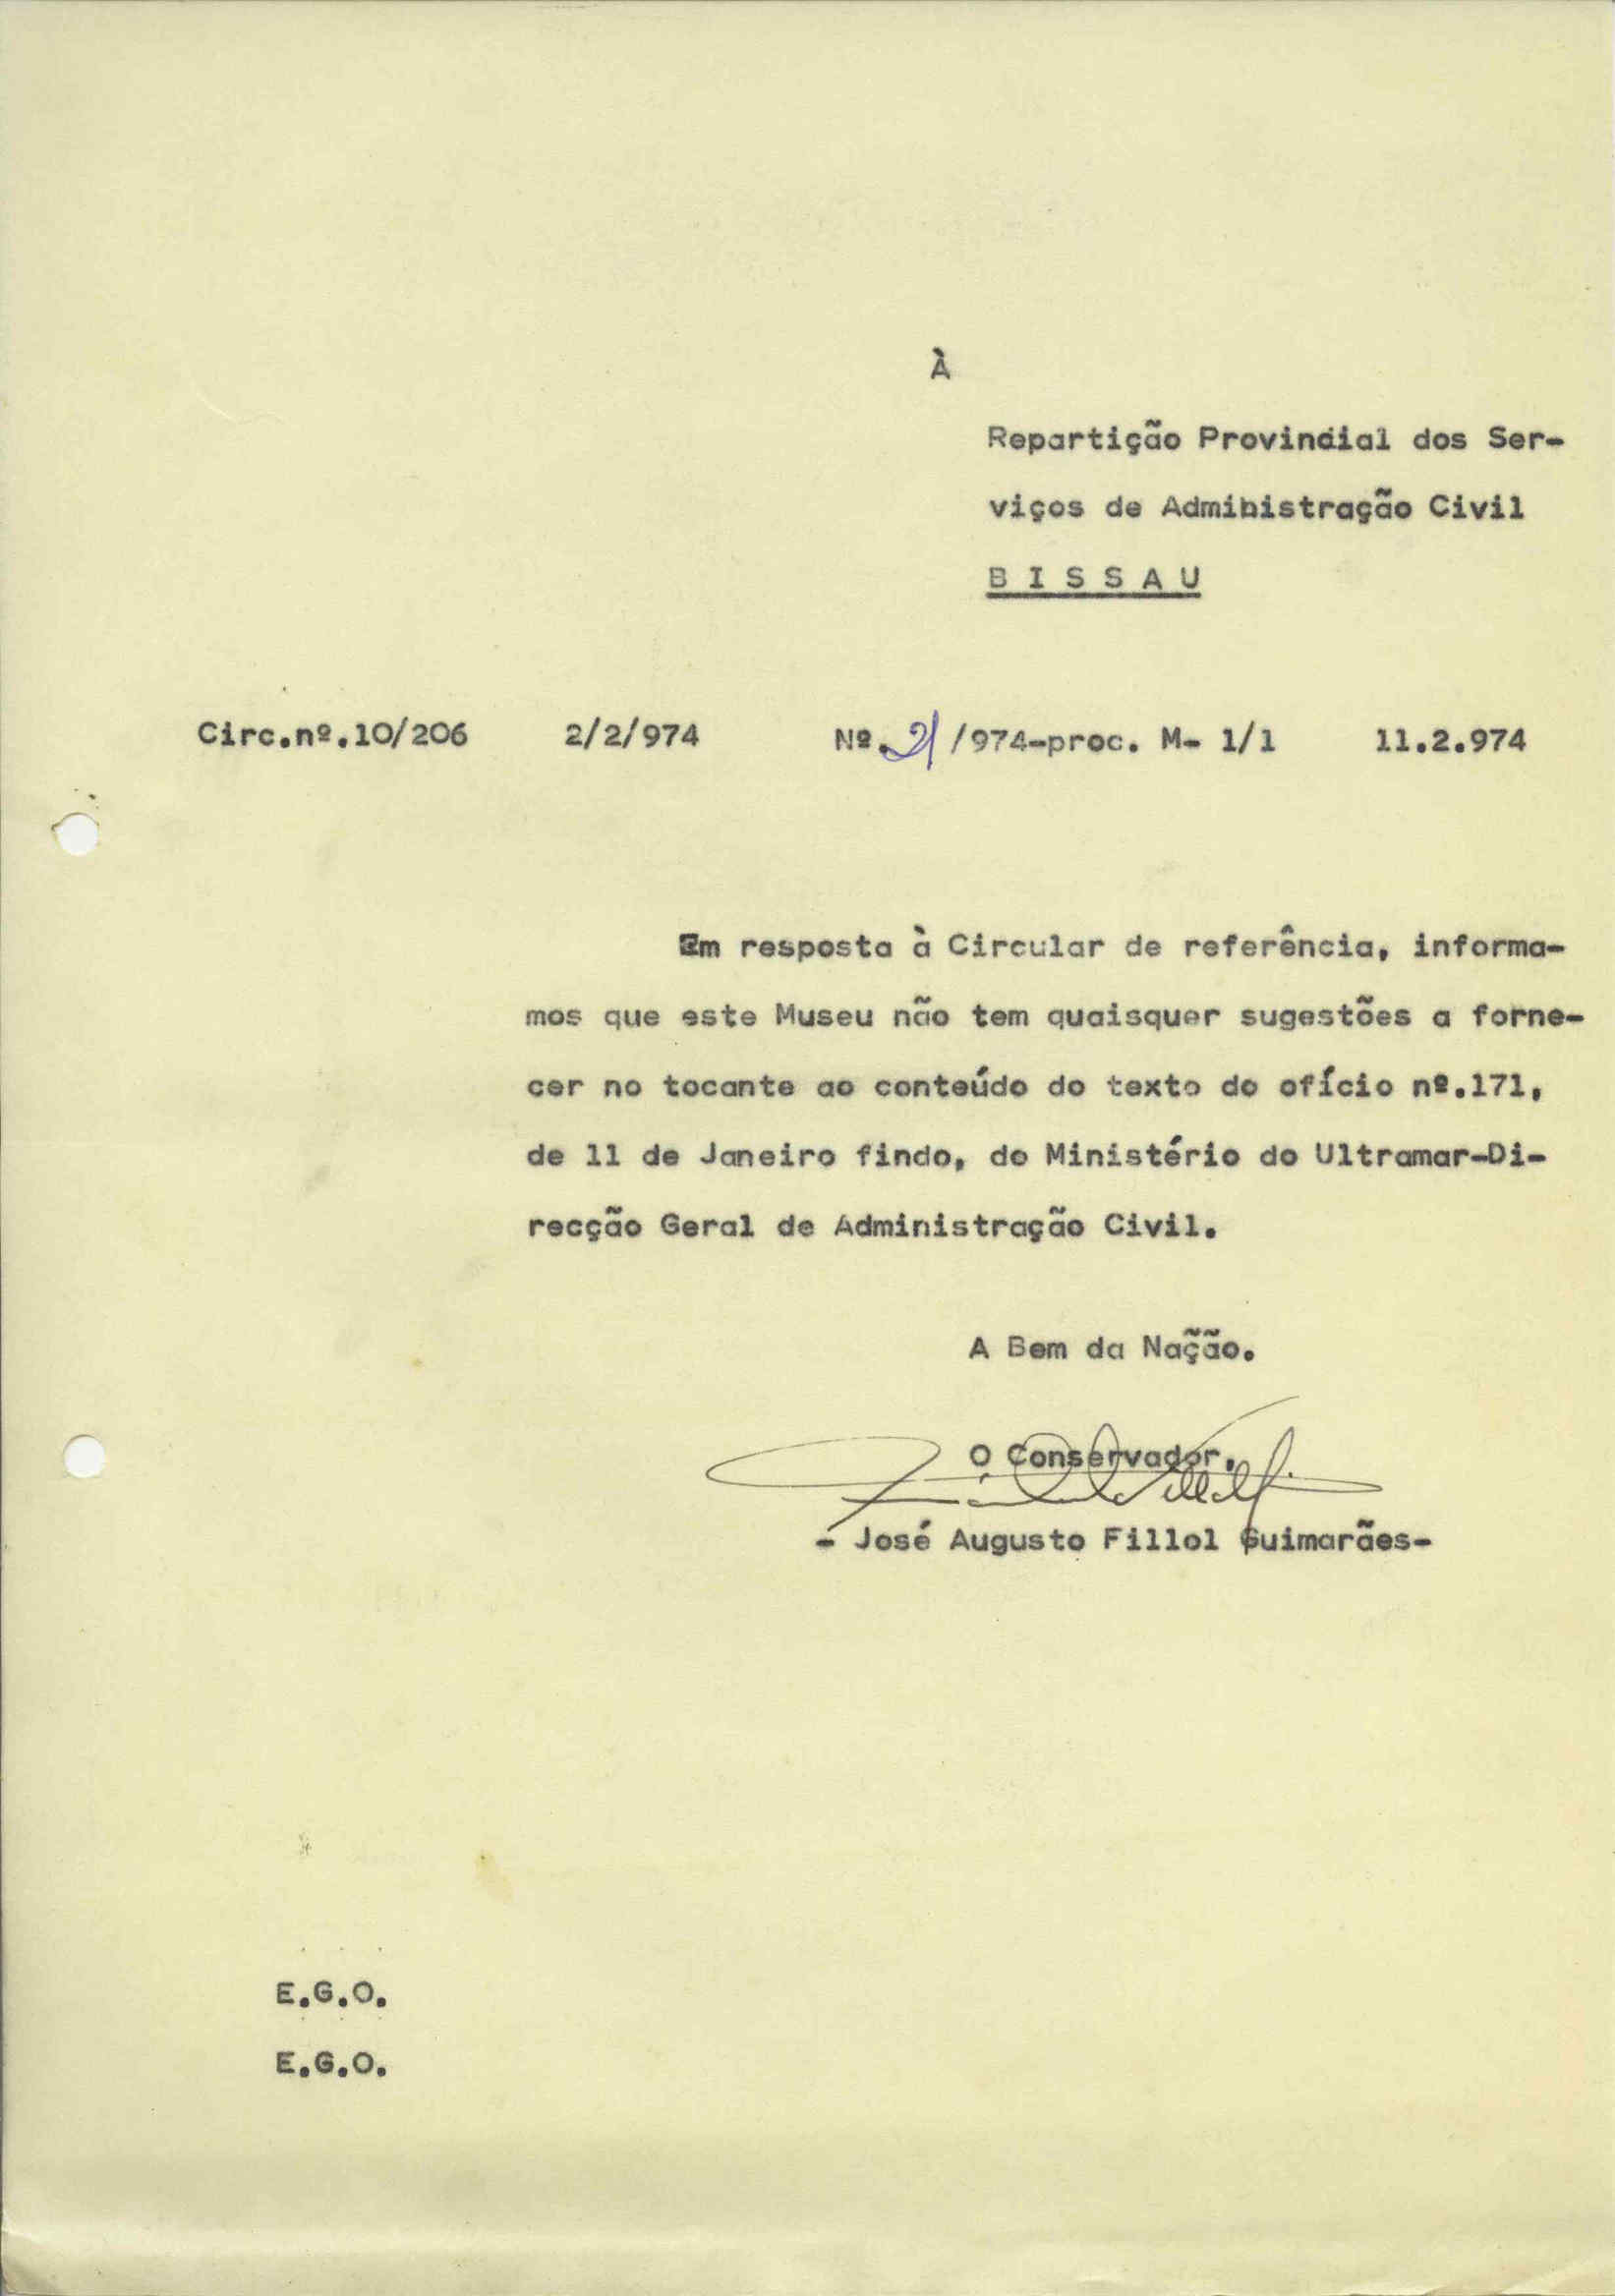 À
Repartição Provindial dos Ser-
viços de Admihistração Civil
B I S S A U
Circ.nº.10/206 2/2/974 Nº.21/974-proc. M- 1/1 11.2.974
Em resposta à Circular de referência, informa-
mos que este Museu não tem quaisquer sugestões a forne-
cer no tocante ao conteúdo do texto do ofício nº.171,
de 11 de Janeiro findo, do Ministério do Ultramar-Di-
recção Geral de Administração Civil.
A Bem da Nação.
O Conservador,
- José Augusto Fillol Guimarães-
E.G.O.
E.G.O.